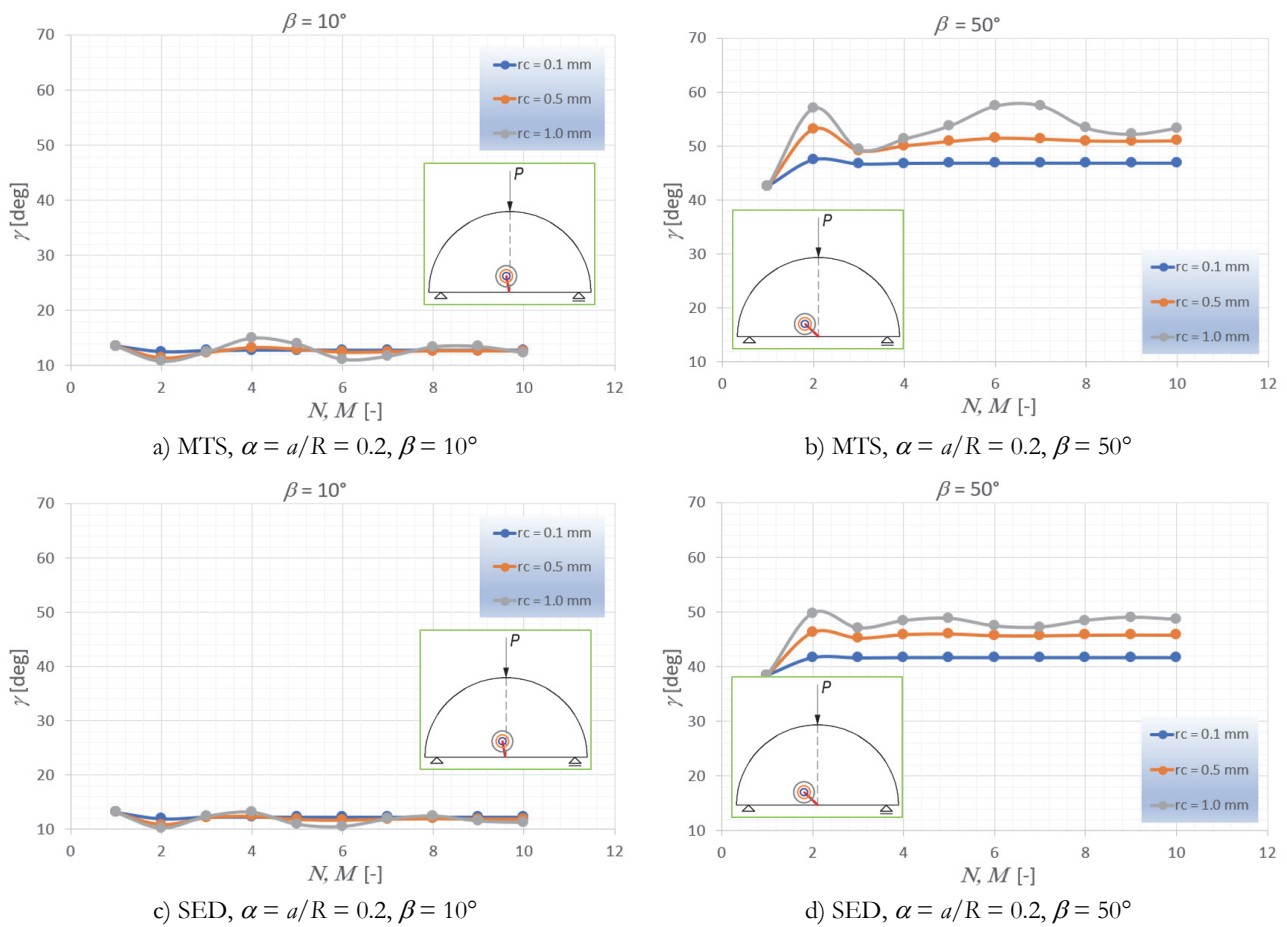 β = 10°
70
60
50
40
30
20
10
γ [deg]
0
2
4
6
8
10
12
N, M [-]
rc = 0.1 mm
rc = 0.5 mm
rc = 1.0 mm
P
a) MTS, α = a/R = 0.2, β = 10°
β = 50°
70
60
50
40
30
20
10
γ [deg]
0
2
4
6
8
10
12
N, M [-]
P
rc = 0.1 mm
rc = 0.5 mm
rc = 1.0 mm
b) MTS, α = a/R = 0.2, β = 50°
β = 10°
70
60
50
40
30
20
10
γ [deg]
0
2
4
6
8
10
12
N, M [-]
rc = 0.1 mm
rc = 0.5 mm
rc = 1.0 mm
P
c) SED, α = a/R = 0.2, β = 10°
β = 50°
70
60
50
40
30
20
10
γ [deg]
0
2
4
6
8
10
12
N, M [-]
P
rc = 0.1 mm
rc = 0.5 mm
rc = 1.0 mm
d) SED, α = a/R = 0.2, β = 50°